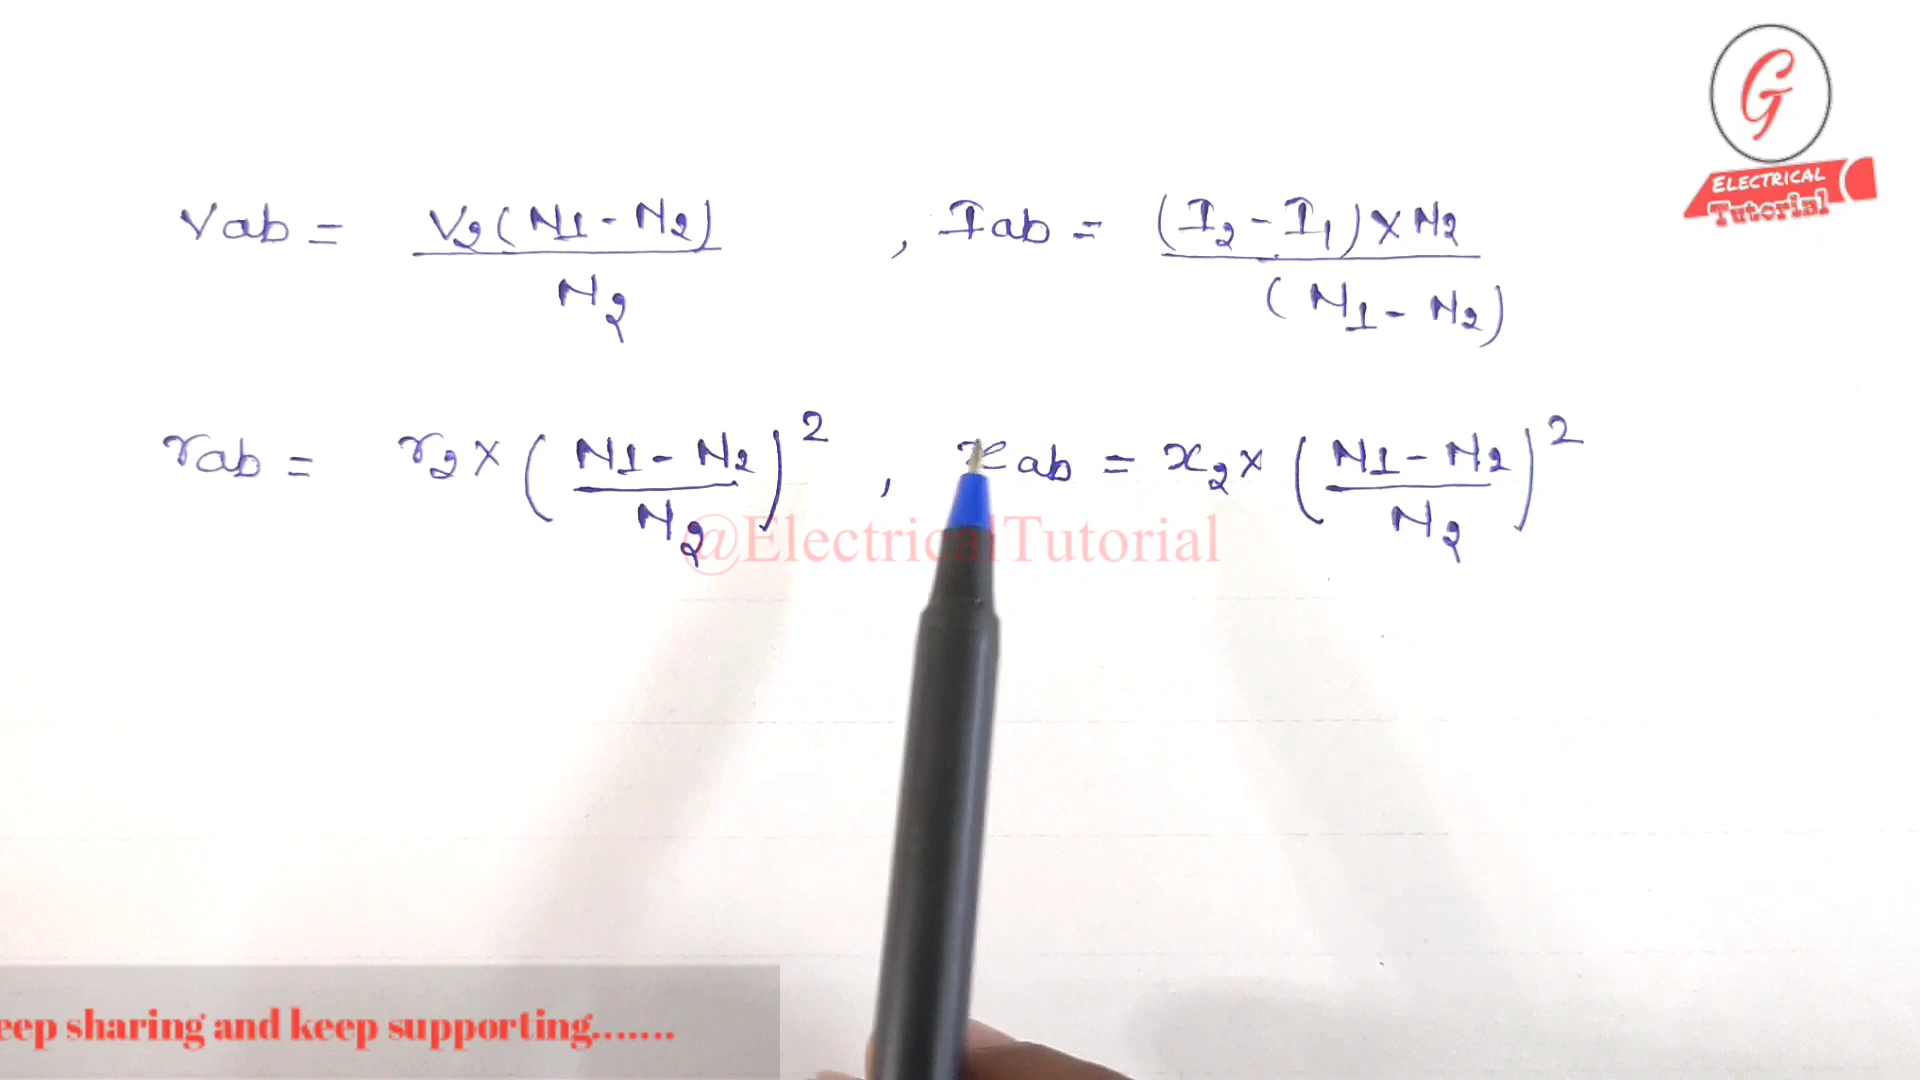 G
ELECTRICAL
Tutorial
Vab = V2(N1-N2)/N2 , Iab = (I2-I1)×N2/(N1-N2)
rab = r2×((N1-N2)/N2)² , xab = x2×((N1-N2)/N2)²
@ElectricalTutorial
eep sharing and keep supporting.......